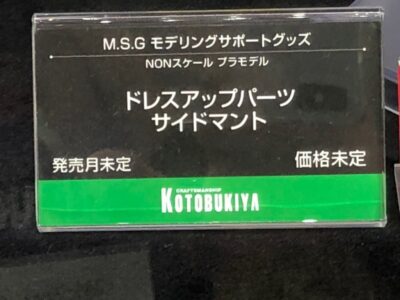 M.S.G モデリングサポートグッズ
NONスケール プラモデル
ドレスアップパーツ
サイドマント
発売月未定 価格未定
CRAFTSMANSHIP
KOTOBUKIYA